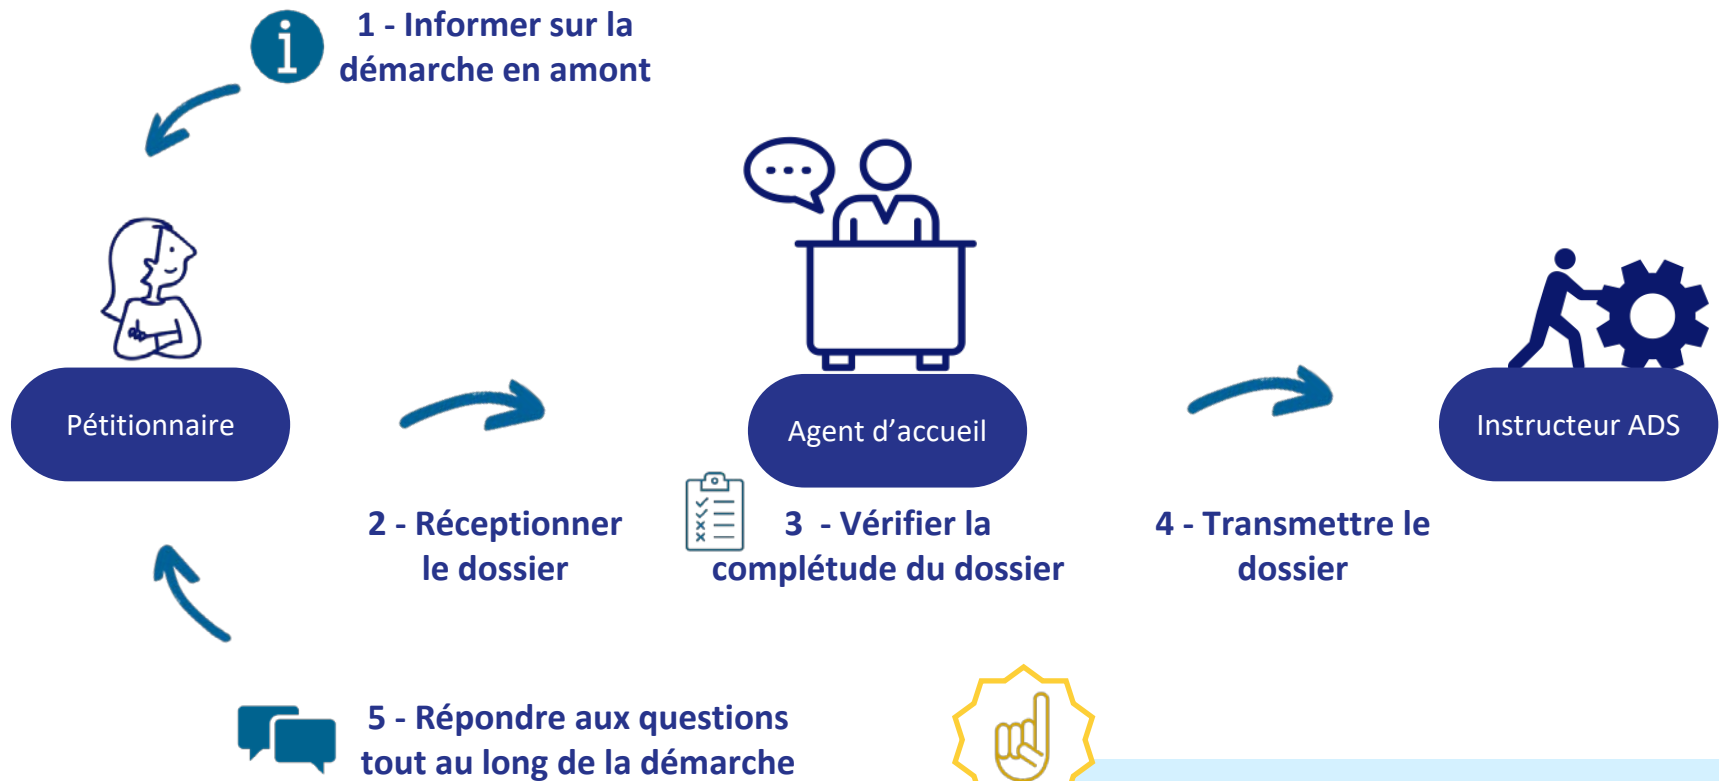 1 - Informer sur la
démarche en amont
Pétitionnaire
Agent d’accueil
Instructeur ADS
2 - Réceptionner
le dossier
3 - Vérifier la
complétude du dossier
4 - Transmettre le
dossier
5 - Répondre aux questions
tout au long de la démarche